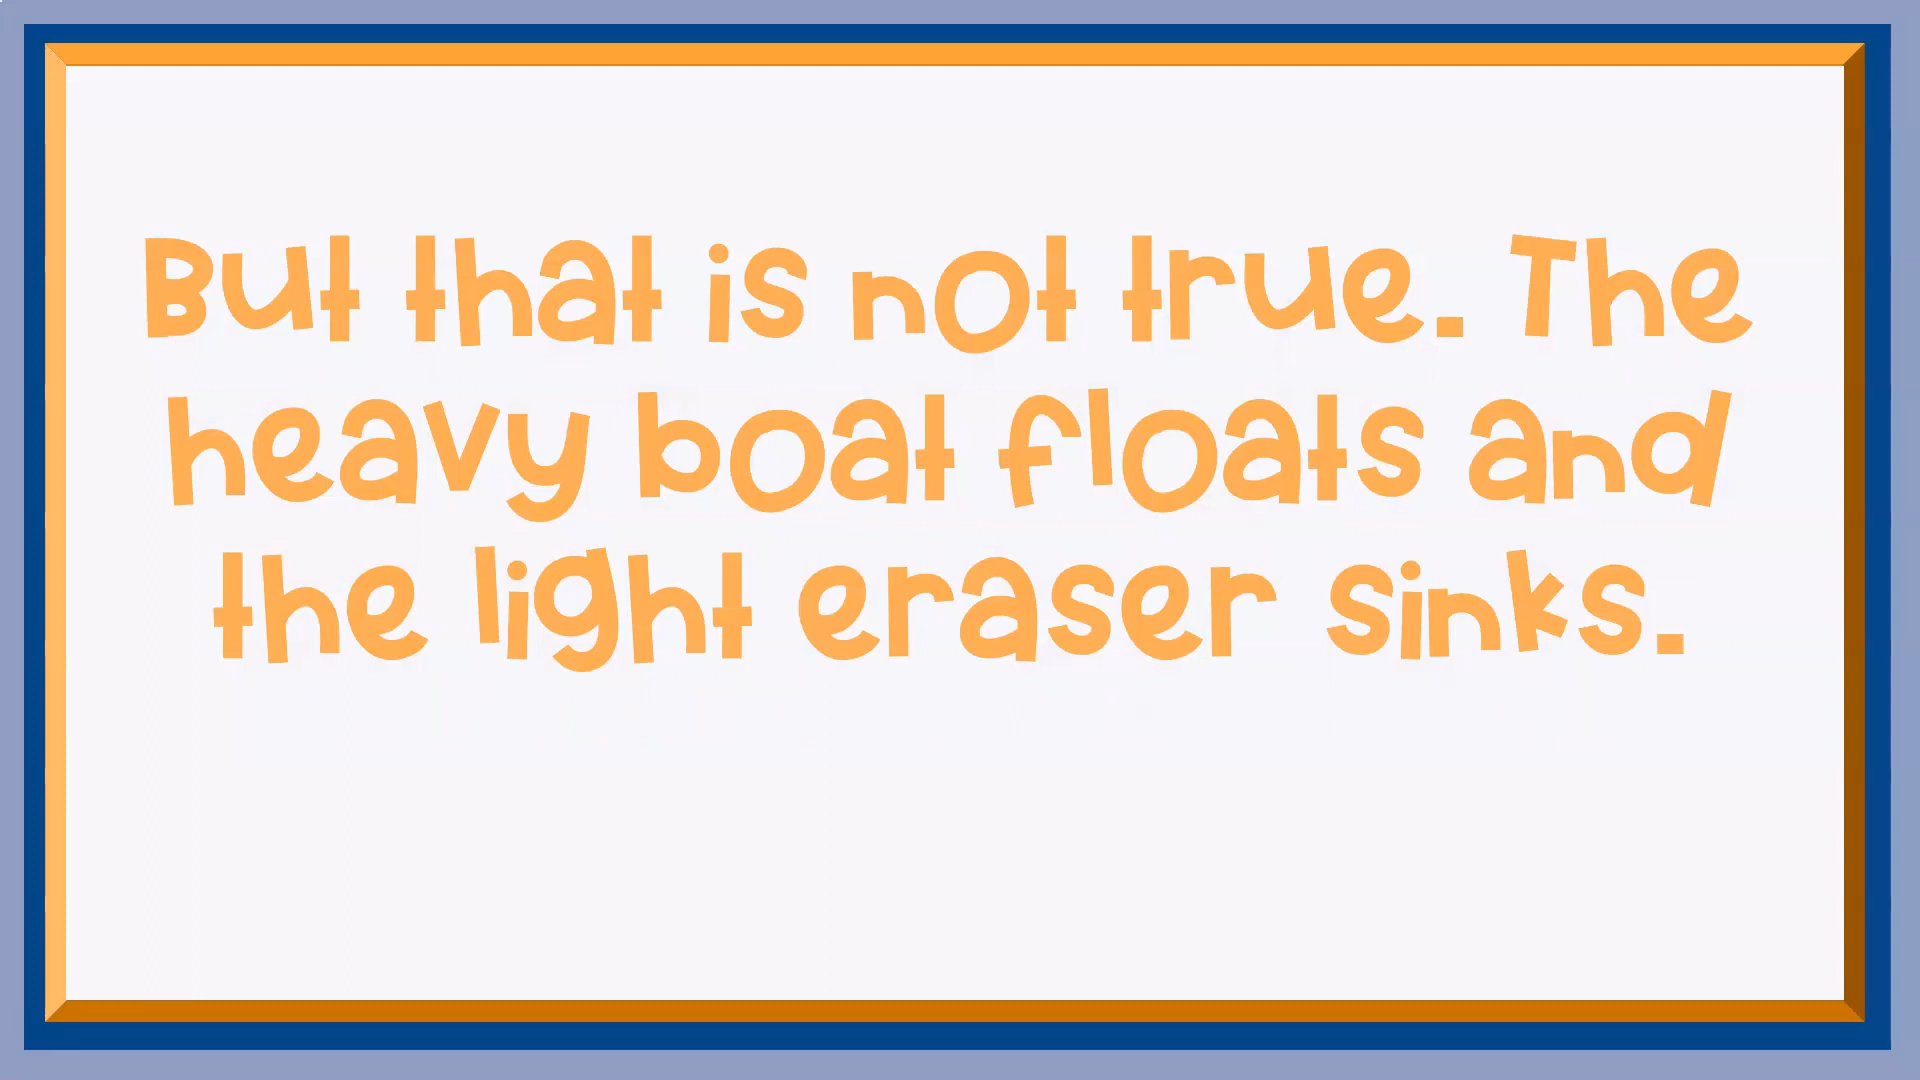 But that is not true. The
heavy boat floats and
the light eraser sinks.